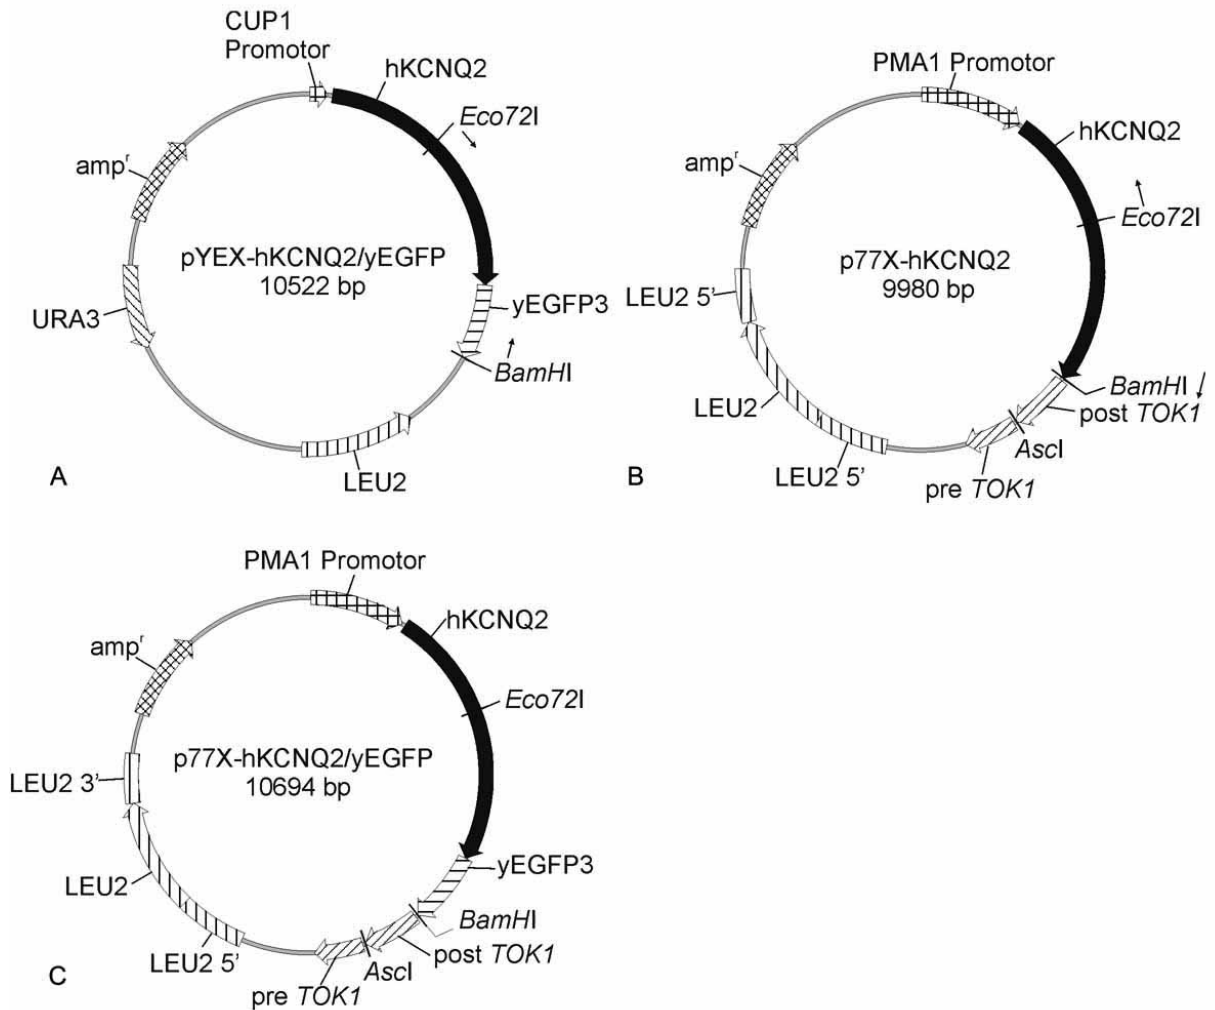 CUP1
Promotor
hKCNQ2
Eco72I
amp^r
pYEX-hKCNQ2/yEGFP
10522 bp
yEGFP3
URA3
BamHI
LEU2
A
PMA1 Promotor
hKCNQ2
amp^r
Eco72I
p77X-hKCNQ2
9980 bp
LEU2 5'
BamHI
LEU2
post TOK1
AscI
LEU2 5'
pre TOK1
B
PMA1 Promotor
hKCNQ2
amp^r
Eco72I
p77X-hKCNQ2/yEGFP
10694 bp
LEU2 3'
yEGFP3
LEU2
BamHI
post TOK1
LEU2 5'
AscI
pre TOK1
C